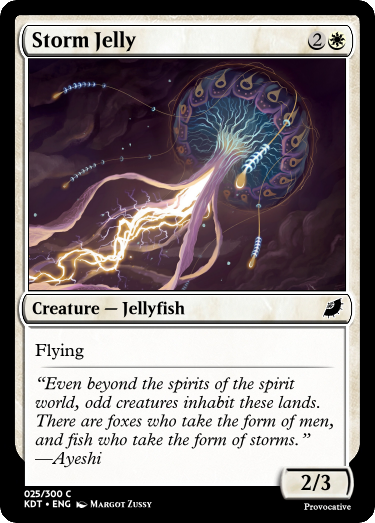 Storm Jelly 2
Creature — Jellyfish
Flying
“Even beyond the spirits of the spirit
world, odd creatures inhabit these lands.
There are foxes who take the form of men,
and fish who take the form of storms.”
—Ayeshi
2/3
025/300 C
KDT • ENG Margot Zussy
Provocative